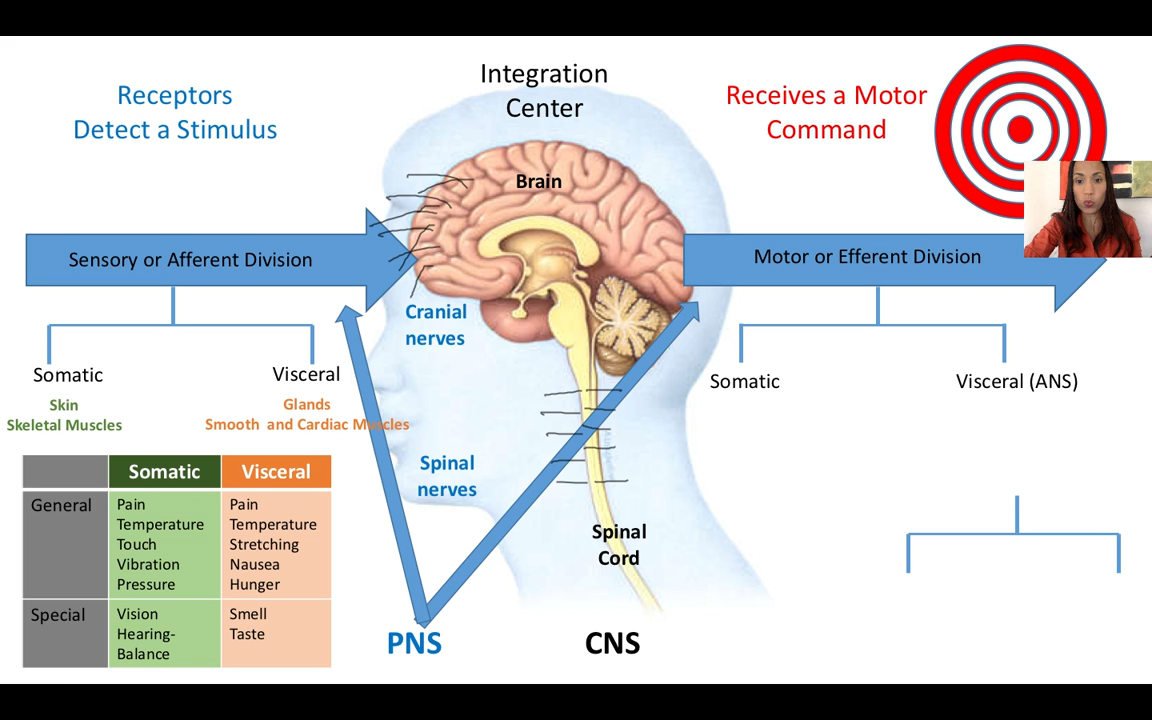 Receptors
Detect a Stimulus
Integration
Center
Receives a Motor
Command
Brain
Sensory or Afferent Division
Motor or Efferent Division
Cranial
nerves
Somatic
Visceral
Skin
Skeletal Muscles
Glands
Smooth and Cardiac Muscles
Somatic
Visceral (ANS)
Somatic Visceral
General
Pain
Temperature
Touch
Vibration
Pressure
Pain
Temperature
Stretching
Nausea
Hunger
Special
Vision
Hearing-
Balance
Smell
Taste
Spinal
nerves
Spinal
Cord
PNS
CNS